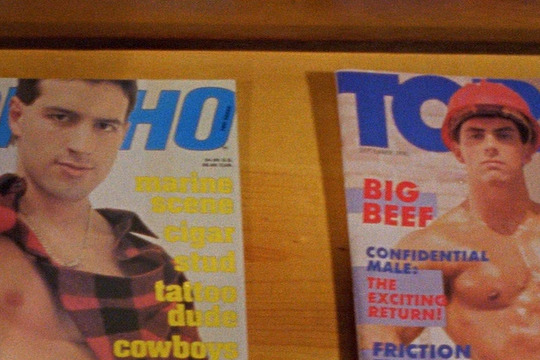 HO
marine
scene
cigar
stud
tattoo
dude
cowboys
TO
BIG
BEEF
CONFIDENTIAL
MALE:
THE
EXCITING
RETURN!
FRICTION